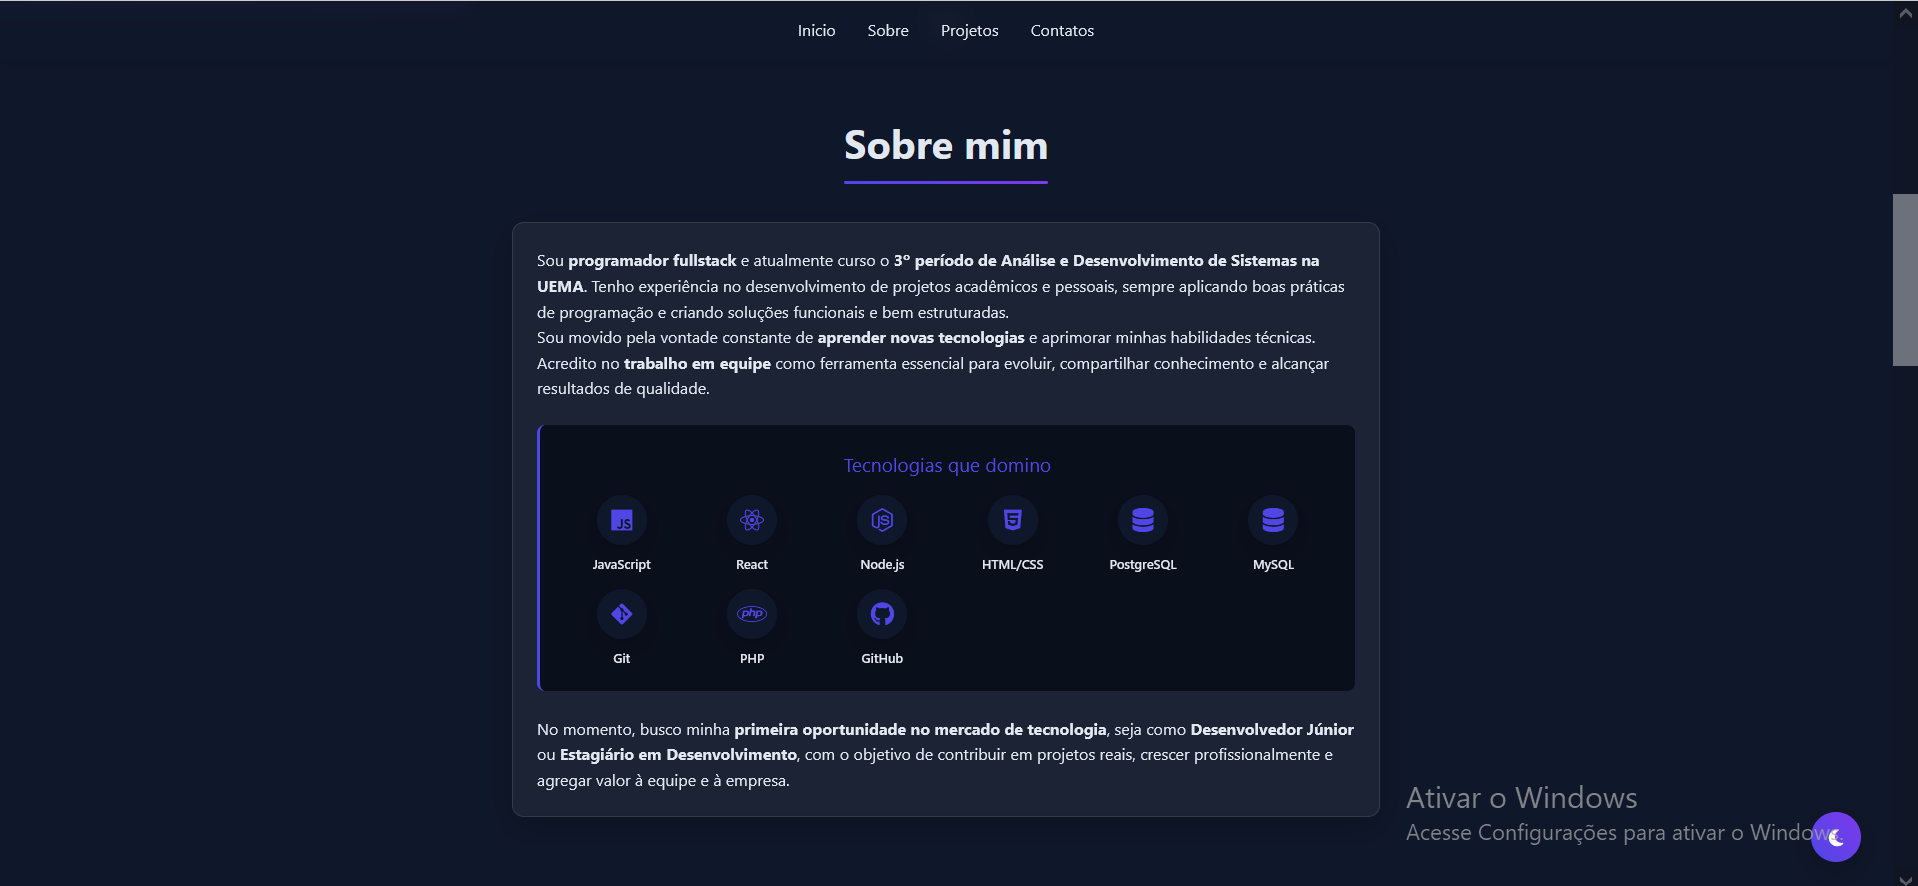 Inicio Sobre Projetos Contatos
Sobre mim
Sou programador fullstack e atualmente curso o 3º período de Análise e Desenvolvimento de Sistemas na
UEMA. Tenho experiência no desenvolvimento de projetos acadêmicos e pessoais, sempre aplicando boas práticas
de programação e criando soluções funcionais e bem estruturadas.
Sou movido pela vontade constante de aprender novas tecnologias e aprimorar minhas habilidades técnicas.
Acredito no trabalho em equipe como ferramenta essencial para evoluir, compartilhar conhecimento e alcançar
resultados de qualidade.
Tecnologias que domino
JS JS 5
JavaScript React Node.js HTML/CSS PostgreSQL MySQL
php
Git PHP GitHub
No momento, busco minha primeira oportunidade no mercado de tecnologia, seja como Desenvolvedor Júnior
ou Estagiário em Desenvolvimento, com o objetivo de contribuir em projetos reais, crescer profissionalmente e
agregar valor à equipe e à empresa.
Ativar o Windows
Acesse Configurações para ativar o Windows.